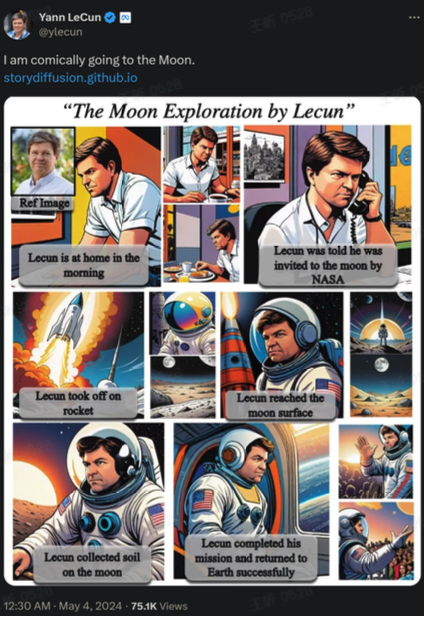 Yann LeCun
@ylecun
I am comically going to the Moon.
storydiffusion.github.io
“The Moon Exploration by Lecun”
Ref Image
Lecun is at home in the
morning
Lecun was told he was
invited to the moon by
NASA
Lecun took off on
rocket
Lecun reached the
moon surface
Lecun collected soil
on the moon
Lecun completed his
mission and returned to
Earth successfully
12:30 AM · May 4, 2024 · 75.1K Views